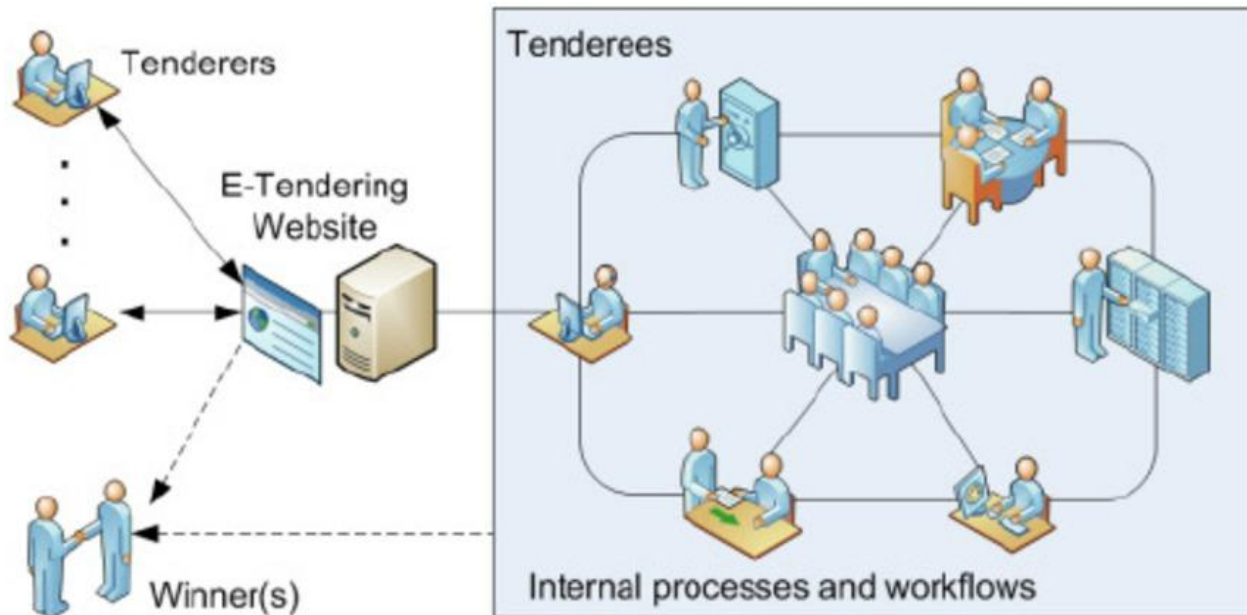 Tenderers
E-Tendering
Website
Winner(s)
Tenderees
Internal processes and workflows